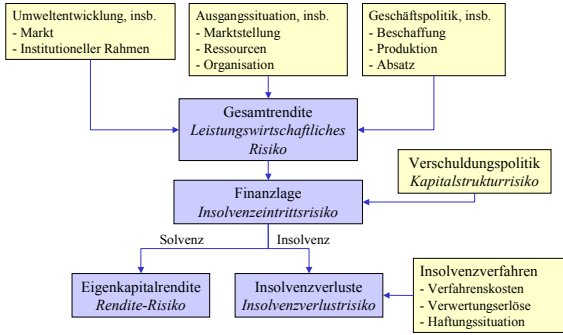 Umweltentwicklung, insb.
- Markt
- Institutioneller Rahmen
Ausgangssituation, insb.
- Marktstellung
- Ressourcen
- Organisation
Geschäftspolitik, insb.
- Beschaffung
- Produktion
- Absatz
Gesamtrendite
Leistungswirtschaftliches
Risiko
Verschuldungspolitik
Kapitalstrukturrisiko
Finanzlage
Insolvenzeintrittsrisiko
Solvenz
Insolvenz
Eigenkapitalrendite
Rendite-Risiko
Insolvenzverluste
Insolvenzverlustrisiko
Insolvenzverfahren
- Verfahrenskosten
- Verwertungserlöse
- Haftungssituation